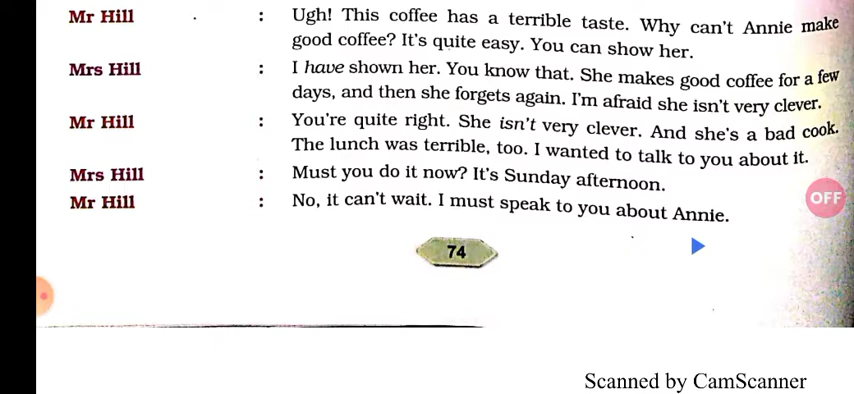 Mr Hill : Ugh! This coffee has a terrible taste. Why can't Annie make
good coffee? It's quite easy. You can show her.
Mrs Hill : I have shown her. You know that. She makes good coffee for a few
days, and then she forgets again. I'm afraid she isn't very clever.
Mr Hill : You're quite right. She isn't very clever. And she's a bad cook.
The lunch was terrible, too. I wanted to talk to you about it.
Mrs Hill : Must you do it now? It's Sunday afternoon.
Mr Hill : No, it can't wait. I must speak to you about Annie.
OFF
74
Scanned by CamScanner